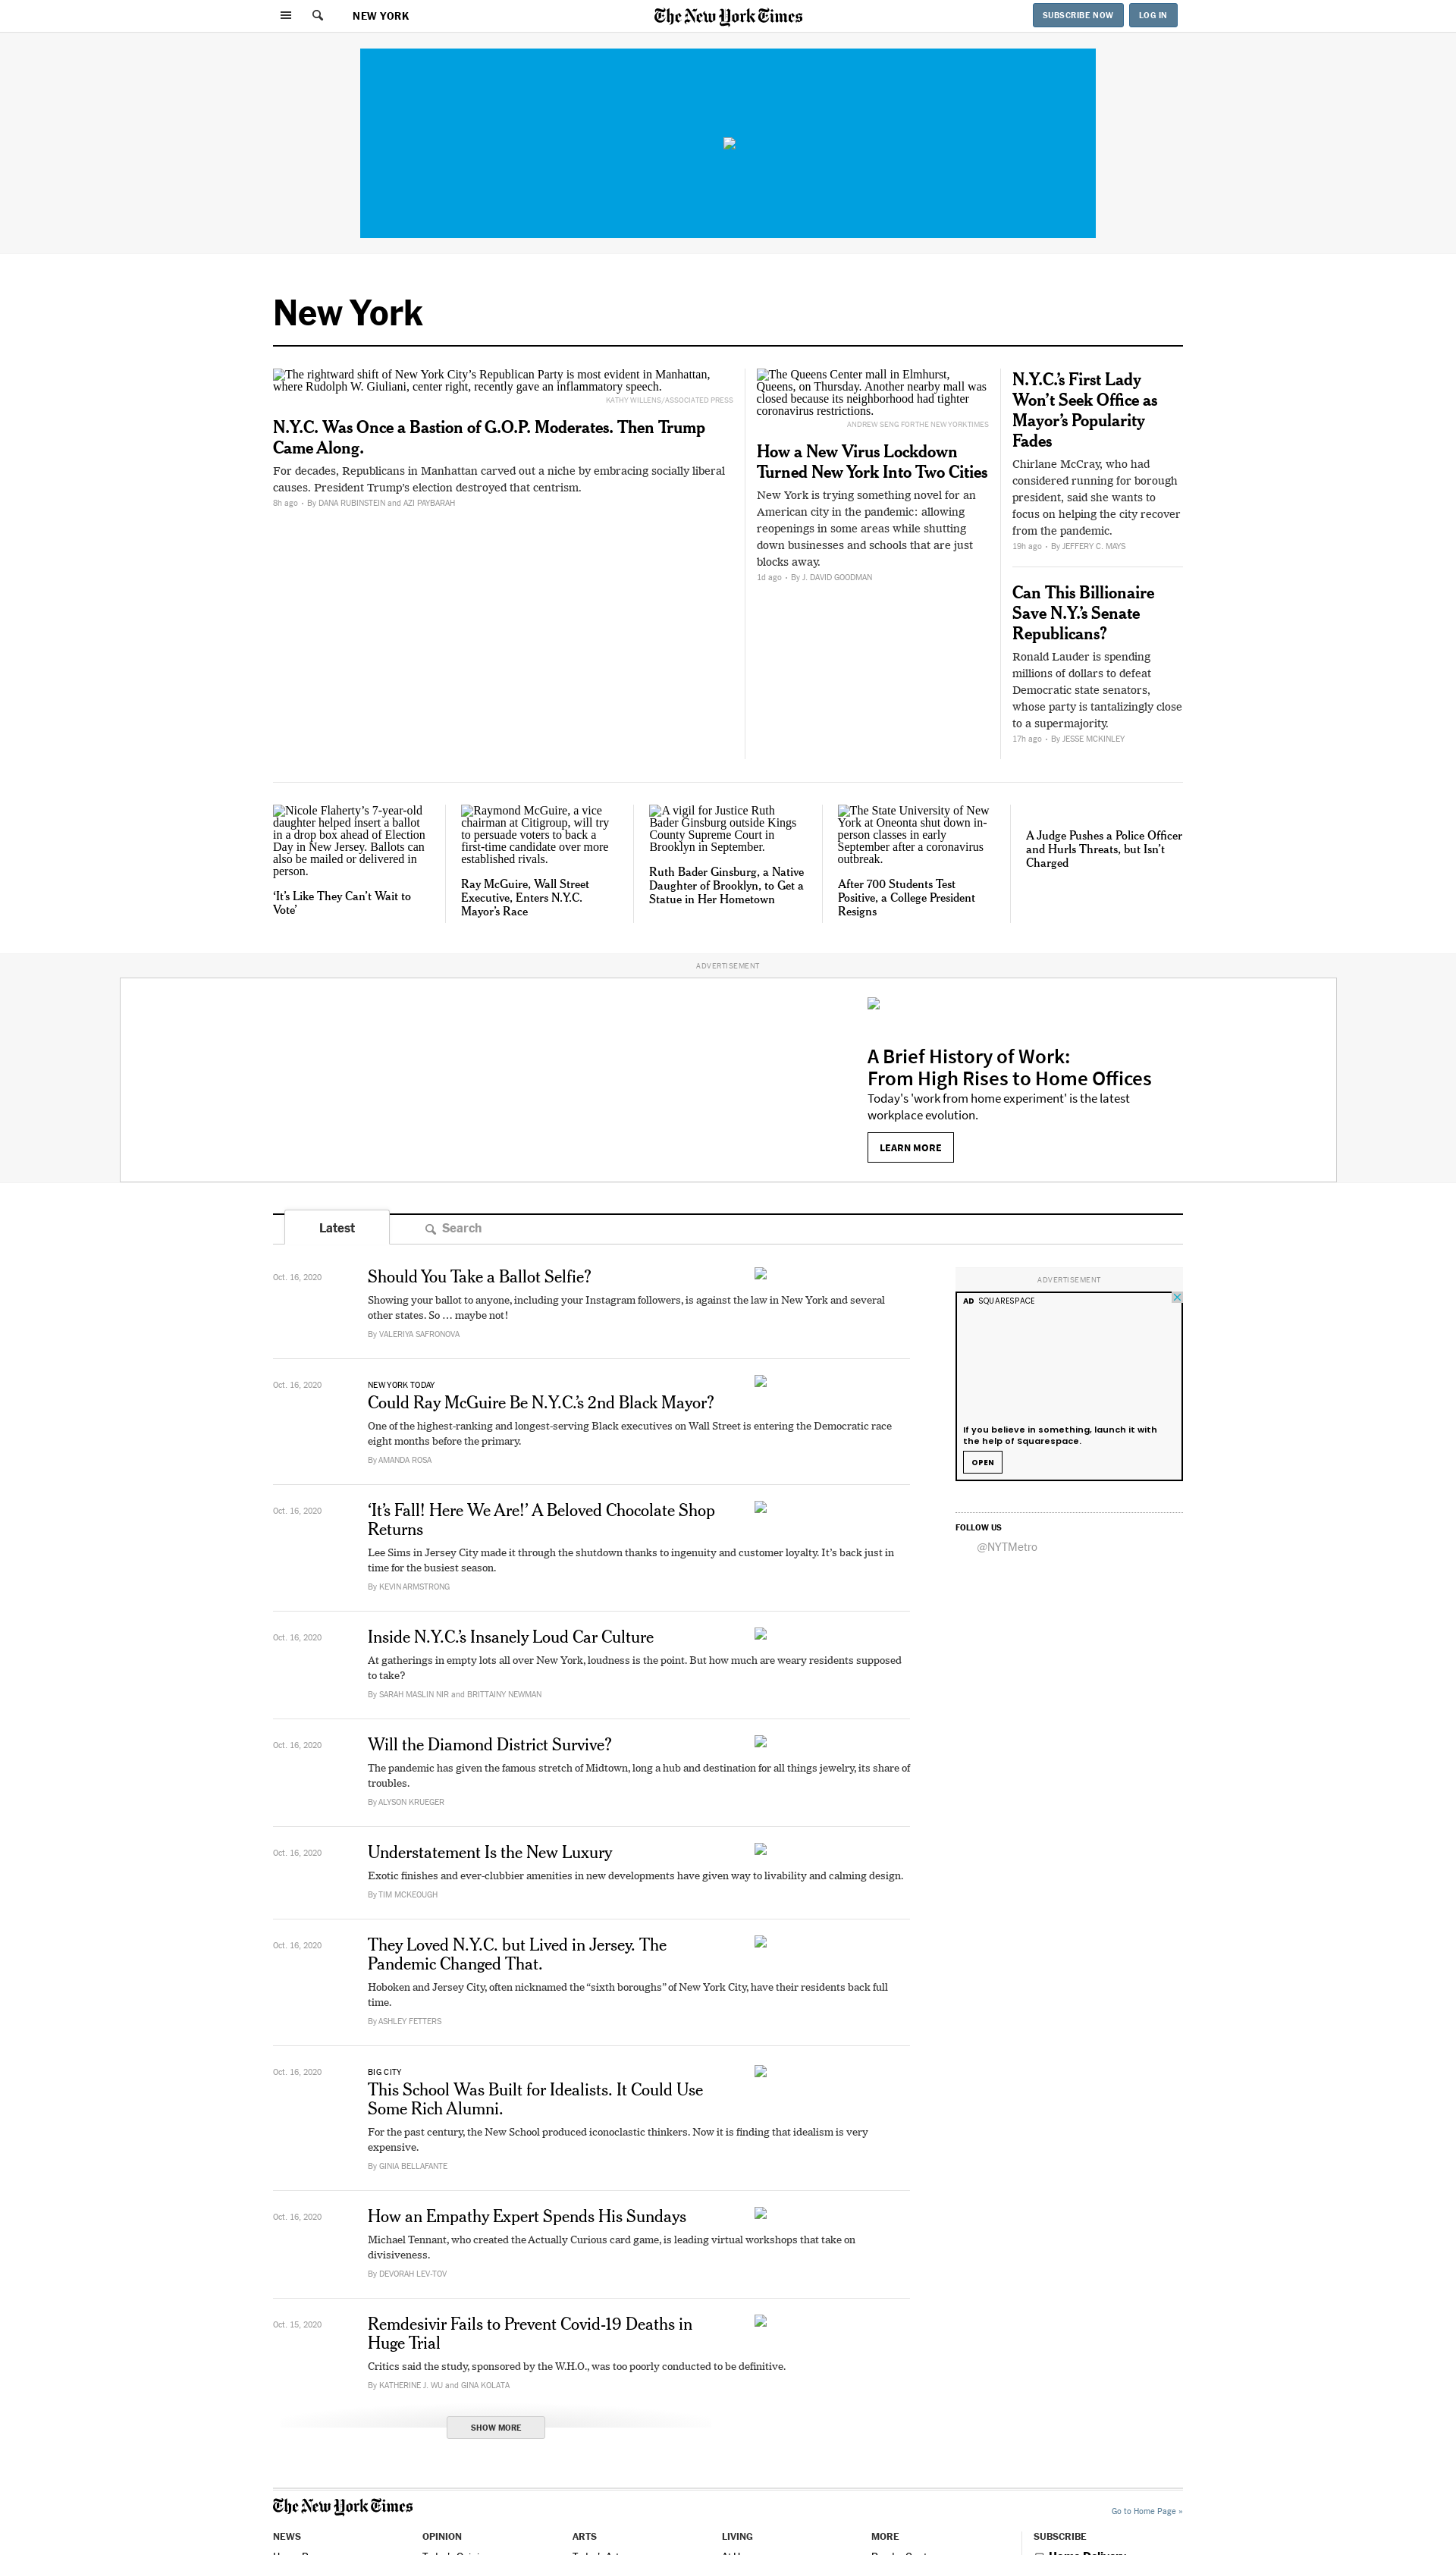 NEW YORK
The New York Times
SUBSCRIBE NOW
LOG IN
New York
The rightward shift of New York City’s Republican Party is most evident in Manhattan,
where Rudolph W. Giuliani, center right, recently gave an inflammatory speech.
KATHY WILLENS/ASSOCIATED PRESS
N.Y.C. Was Once a Bastion of G.O.P. Moderates. Then Trump
Came Along.
For decades, Republicans in Manhattan carved out a niche by embracing socially liberal
causes. President Trump’s election destroyed that centrism.
8h ago • By DANA RUBINSTEIN and AZI PAYBARAH
The Queens Center mall in Elmhurst,
Queens, on Thursday. Another nearby mall was
closed because its neighborhood had tighter
coronavirus restrictions.
ANDREW SENG FOR THE NEW YORK TIMES
How a New Virus Lockdown
Turned New York Into Two Cities
New York is trying something novel for an
American city in the pandemic: allowing
reopenings in some areas while shutting
down businesses and schools that are just
blocks away.
1d ago • By J. DAVID GOODMAN
N.Y.C.’s First Lady
Won’t Seek Office as
Mayor’s Popularity
Fades
Chirlane McCray, who had
considered running for borough
president, said she wants to
focus on helping the city recover
from the pandemic.
19h ago • By JEFFERY C. MAYS
Can This Billionaire
Save N.Y.’s Senate
Republicans?
Ronald Lauder is spending
millions of dollars to defeat
Democratic state senators,
whose party is tantalizingly close
to a supermajority.
17h ago • By JESSE MCKINLEY
Nicole Flaherty’s 7-year-old
daughter helped insert a ballot
in a drop box ahead of Election
Day in New Jersey. Ballots can
also be mailed or delivered in
person.
‘It’s Like They Can’t Wait to
Vote’
Raymond McGuire, a vice
chairman at Citigroup, will try
to persuade voters to back a
first-time candidate over more
established rivals.
Ray McGuire, Wall Street
Executive, Enters N.Y.C.
Mayor’s Race
A vigil for Justice Ruth
Bader Ginsburg outside Kings
County Supreme Court in
Brooklyn in September.
Ruth Bader Ginsburg, a Native
Daughter of Brooklyn, to Get a
Statue in Her Hometown
The State University of New
York at Oneonta shut down in-
person classes in early
September after a coronavirus
outbreak.
After 700 Students Test
Positive, a College President
Resigns
A Judge Pushes a Police Officer
and Hurls Threats, but Isn’t
Charged
ADVERTISEMENT
A Brief History of Work:
From High Rises to Home Offices
Today's 'work from home experiment' is the latest
workplace evolution.
LEARN MORE
Latest
Search
Oct. 16, 2020
Should You Take a Ballot Selfie?
Showing your ballot to anyone, including your Instagram followers, is against the law in New York and several
other states. So … maybe not!
By VALERIYA SAFRONOVA
Oct. 16, 2020
NEW YORK TODAY
Could Ray McGuire Be N.Y.C.’s 2nd Black Mayor?
One of the highest-ranking and longest-serving Black executives on Wall Street is entering the Democratic race
eight months before the primary.
By AMANDA ROSA
Oct. 16, 2020
‘It’s Fall! Here We Are!’ A Beloved Chocolate Shop
Returns
Lee Sims in Jersey City made it through the shutdown thanks to ingenuity and customer loyalty. It’s back just in
time for the busiest season.
By KEVIN ARMSTRONG
Oct. 16, 2020
Inside N.Y.C.’s Insanely Loud Car Culture
At gatherings in empty lots all over New York, loudness is the point. But how much are weary residents supposed
to take?
By SARAH MASLIN NIR and BRITTAINY NEWMAN
Oct. 16, 2020
Will the Diamond District Survive?
The pandemic has given the famous stretch of Midtown, long a hub and destination for all things jewelry, its share of
troubles.
By ALYSON KRUEGER
Oct. 16, 2020
Understatement Is the New Luxury
Exotic finishes and ever-clubbier amenities in new developments have given way to livability and calming design.
By TIM MCKEOUGH
Oct. 16, 2020
They Loved N.Y.C. but Lived in Jersey. The
Pandemic Changed That.
Hoboken and Jersey City, often nicknamed the “sixth boroughs” of New York City, have their residents back full
time.
By ASHLEY FETTERS
Oct. 16, 2020
BIG CITY
This School Was Built for Idealists. It Could Use
Some Rich Alumni.
For the past century, the New School produced iconoclastic thinkers. Now it is finding that idealism is very
expensive.
By GINIA BELLAFANTE
Oct. 16, 2020
How an Empathy Expert Spends His Sundays
Michael Tennant, who created the Actually Curious card game, is leading virtual workshops that take on
divisiveness.
By DEVORAH LEV-TOV
Oct. 15, 2020
Remdesivir Fails to Prevent Covid-19 Deaths in
Huge Trial
Critics said the study, sponsored by the W.H.O., was too poorly conducted to be definitive.
By KATHERINE J. WU and GINA KOLATA
SHOW MORE
ADVERTISEMENT
AD SQUARESPACE
If you believe in something, launch it with
the help of Squarespace.
OPEN
FOLLOW US
@NYTMetro
The New York Times
Go to Home Page »
NEWS
OPINION
ARTS
LIVING
MORE
SUBSCRIBE